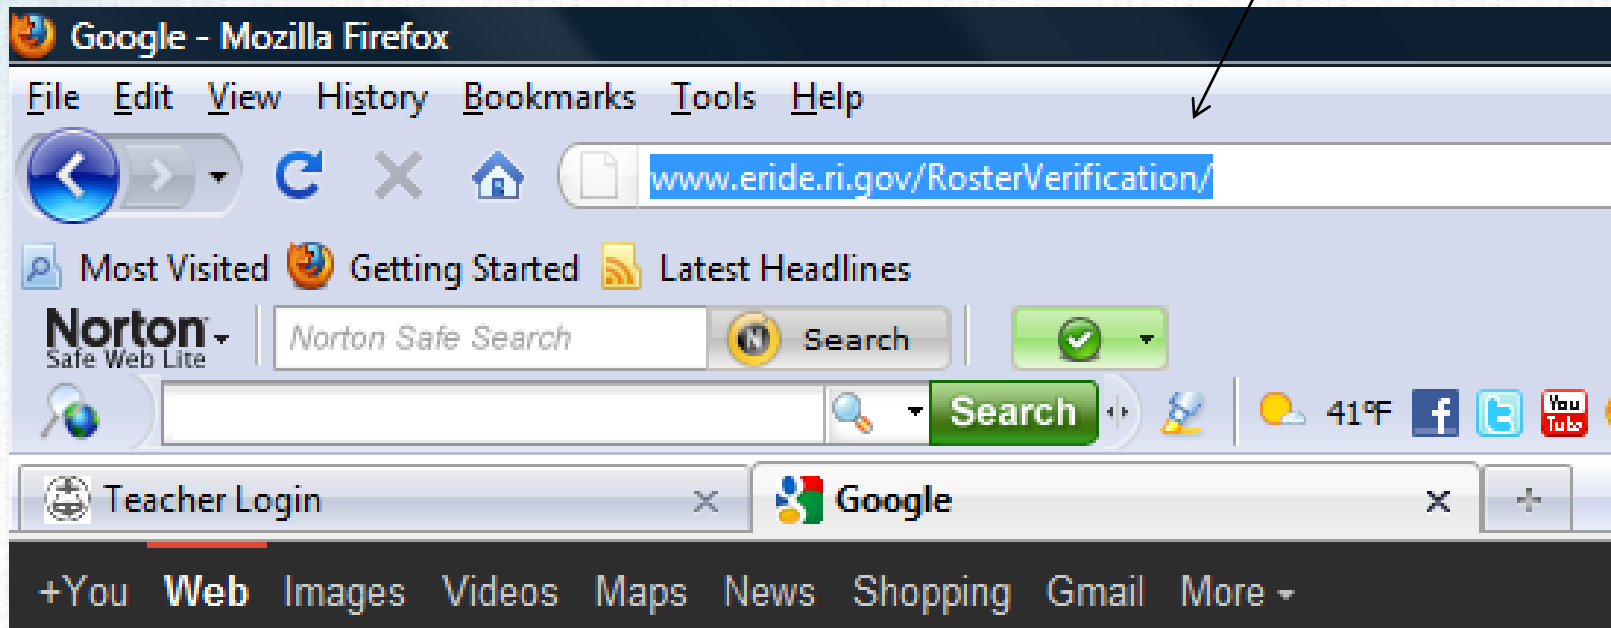 Google - Mozilla Firefox
File Edit View History Bookmarks Tools Help
www.eride.ri.gov/RosterVerification/
Most Visited Getting Started Latest Headlines
Norton Norton Safe Search Search
Safe Web Lite
Search 41°F f t You Tube
Teacher Login Google
+You Web Images Videos Maps News Shopping Gmail More